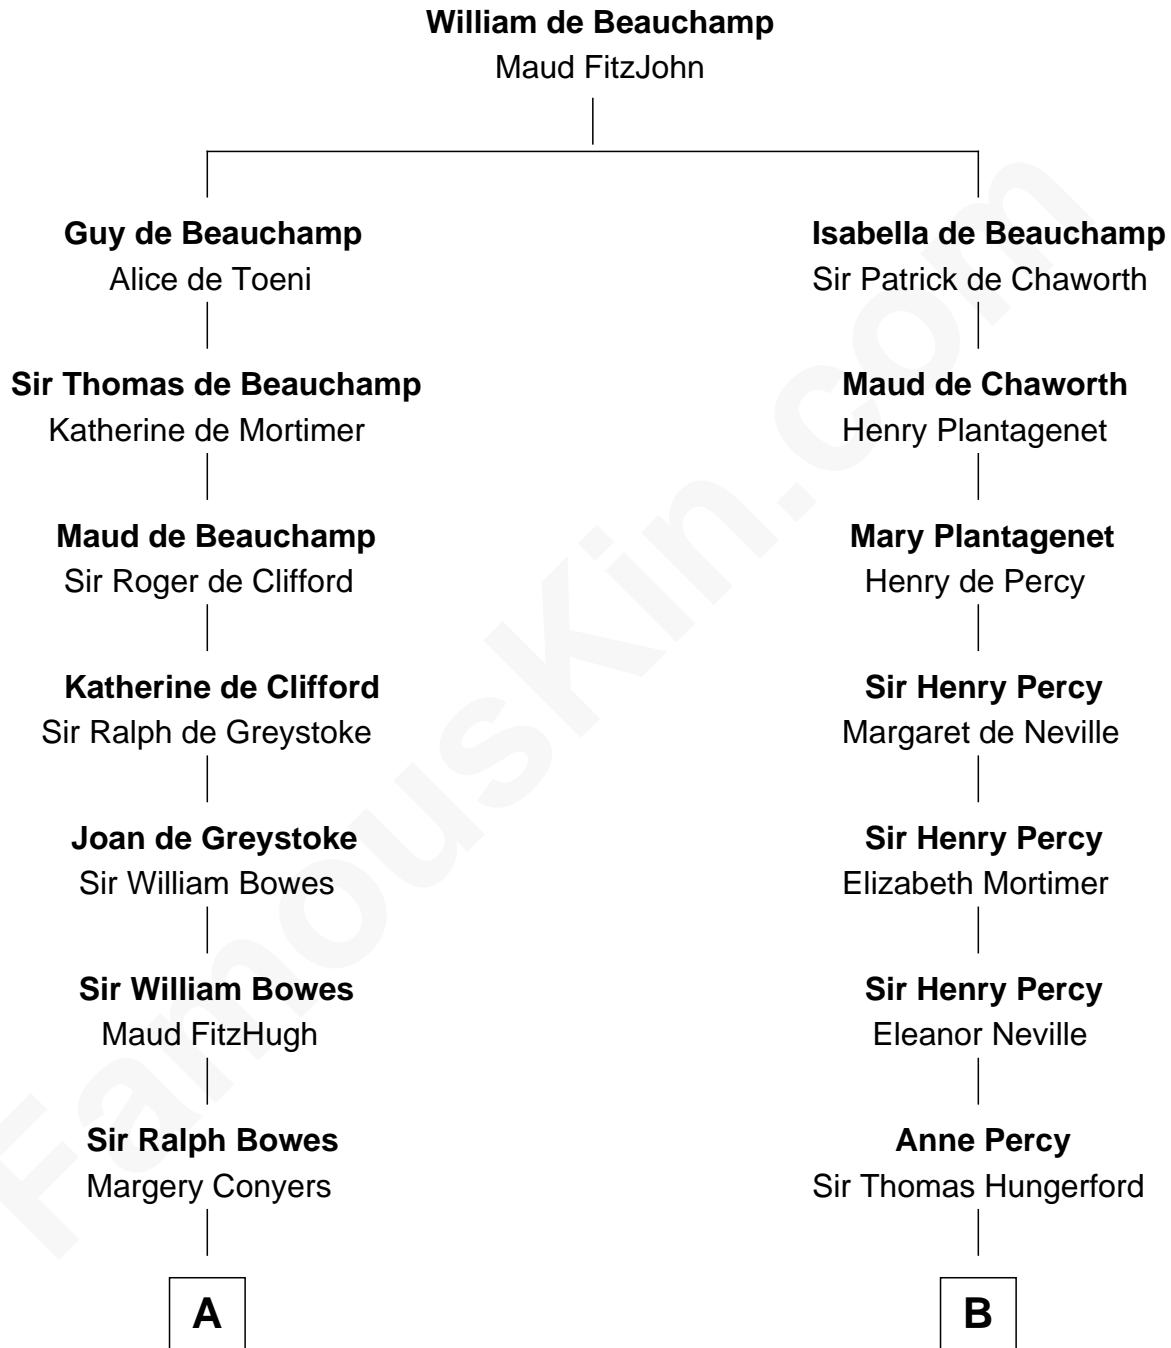 William de Beauchamp
Maud FitzJohn
Guy de Beauchamp
Alice de Toeni
Isabella de Beauchamp
Sir Patrick de Chaworth
Sir Thomas de Beauchamp
Katherine de Mortimer
Maud de Chaworth
Henry Plantagenet
Maud de Beauchamp
Sir Roger de Clifford
Mary Plantagenet
Henry de Percy
Katherine de Clifford
Sir Ralph de Greystoke
Sir Henry Percy
Margaret de Neville
Joan de Greystoke
Sir William Bowes
Sir Henry Percy
Elizabeth Mortimer
Sir William Bowes
Maud FitzHugh
Sir Henry Percy
Eleanor Neville
Sir Ralph Bowes
Margery Conyers
Anne Percy
Sir Thomas Hungerford
A
B
FamousKin.com